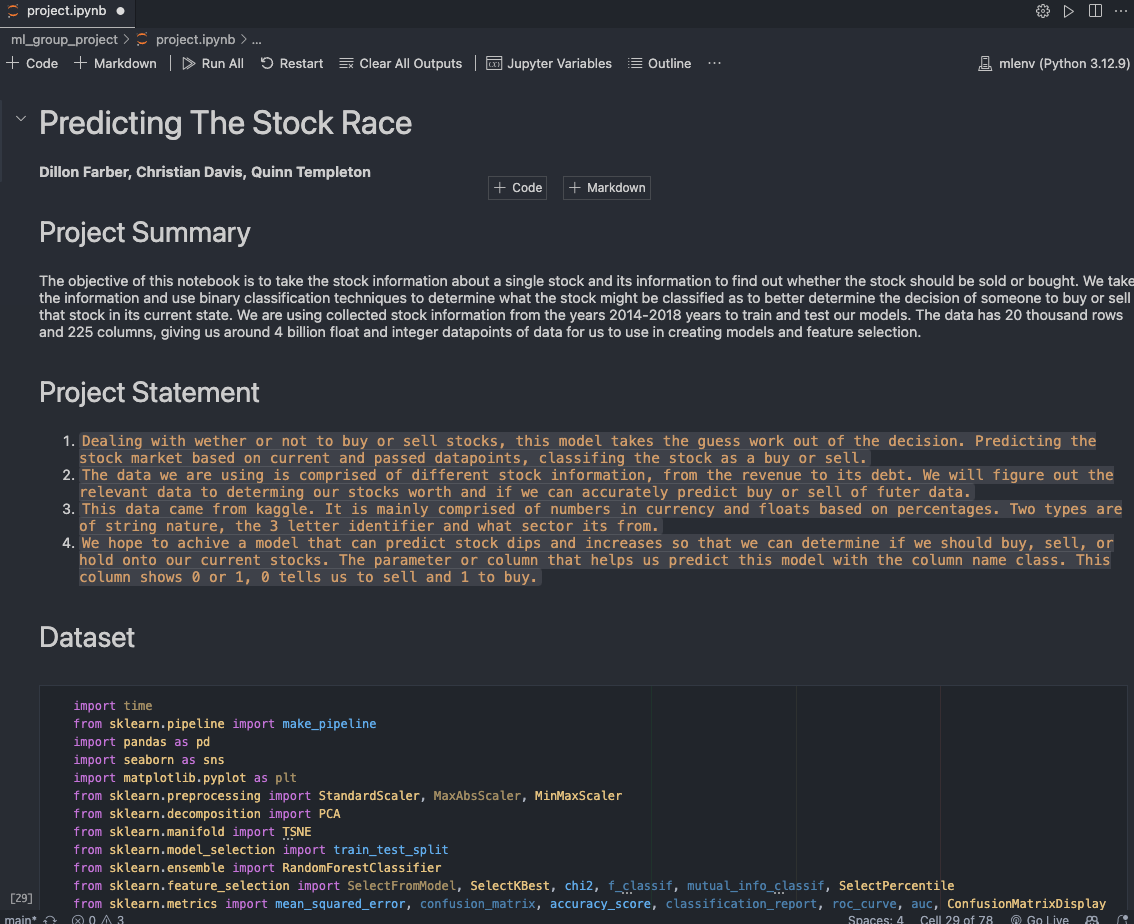 project.ipynb
ml_group_project > project.ipynb > ...
+ Code + Markdown Run All Restart Clear All Outputs Jupyter Variables Outline ... mlenv (Python 3.12.9)
Predicting The Stock Race
Dillon Farber, Christian Davis, Quinn Templeton
+ Code + Markdown
Project Summary
The objective of this notebook is to take the stock information about a single stock and its information to find out whether the stock should be sold or bought. We take
the information and use binary classification techniques to determine what the stock might be classified as to better determine the decision of someone to buy or sell
that stock in its current state. We are using collected stock information from the years 2014-2018 years to train and test our models. The data has 20 thousand rows
and 225 columns, giving us around 4 billion float and integer datapoints of data for us to use in creating models and feature selection.
Project Statement
1. Dealing with wether or not to buy or sell stocks, this model takes the guess work out of the decision. Predicting the
stock market based on current and passed datapoints, classifing the stock as a buy or sell.
2. The data we are using is comprised of different stock information, from the revenue to its debt. We will figure out the
relevant data to determing our stocks worth and if we can accurately predict buy or sell of futer data.
3. This data came from kaggle. It is mainly comprised of numbers in currency and floats based on percentages. Two types are
of string nature, the 3 letter identifier and what sector its from.
4. We hope to achive a model that can predict stock dips and increases so that we can determine if we should buy, sell, or
hold onto our current stocks. The parameter or column that helps us predict this model with the column name class. This
column shows 0 or 1, 0 tells us to sell and 1 to buy.
Dataset
import time
from sklearn.pipeline import make_pipeline
import pandas as pd
import seaborn as sns
import matplotlib.pyplot as plt
from sklearn.preprocessing import StandardScaler, MaxAbsScaler, MinMaxScaler
from sklearn.decomposition import PCA
from sklearn.manifold import TSNE
from sklearn.model_selection import train_test_split
from sklearn.ensemble import RandomForestClassifier
from sklearn.feature_selection import SelectFromModel, SelectKBest, chi2, f_classif, mutual_info_classif, SelectPercentile
[29]
from sklearn.metrics import mean_squared_error, confusion_matrix, accuracy_score, classification_report, roc_curve, auc, ConfusionMatrixDisplay
main* 0 3 Spaces: 4 Cell 29 of 78 Go Live